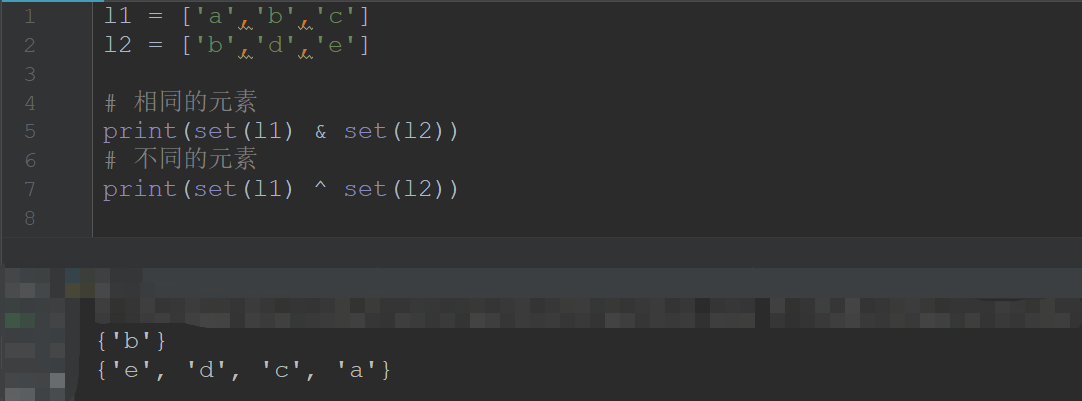 1 l1 = ['a','b','c']
2 l2 = ['b','d','e']
3
4 # 相同的元素
5 print(set(l1) & set(l2))
6 # 不同的元素
7 print(set(l1) ^ set(l2))
8
{'b'}
{'e', 'd', 'c', 'a'}